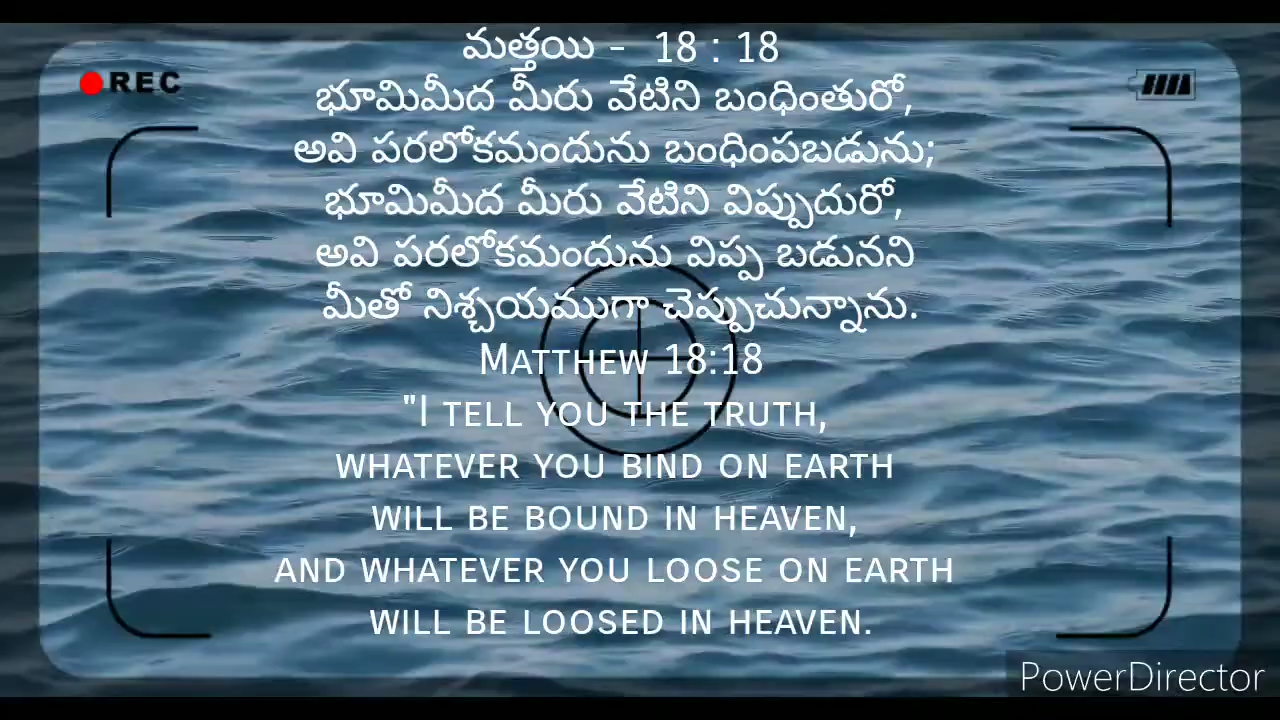 మత్తయి - 18 : 18
REC
భూమిమీద మీరు వేటిని బంధింతురో,
అవి పరలోకమందును బంధింపబడును;
భూమిమీద మీరు వేటిని విప్పుదురో,
అవి పరలోకమందును విప్ప బడునని
మీతో నిశ్చయముగా చెప్పుచున్నాను.
MATTHEW 18:18
"I TELL YOU THE TRUTH,
WHATEVER YOU BIND ON EARTH
WILL BE BOUND IN HEAVEN,
AND WHATEVER YOU LOOSE ON EARTH
WILL BE LOOSED IN HEAVEN.
PowerDirector